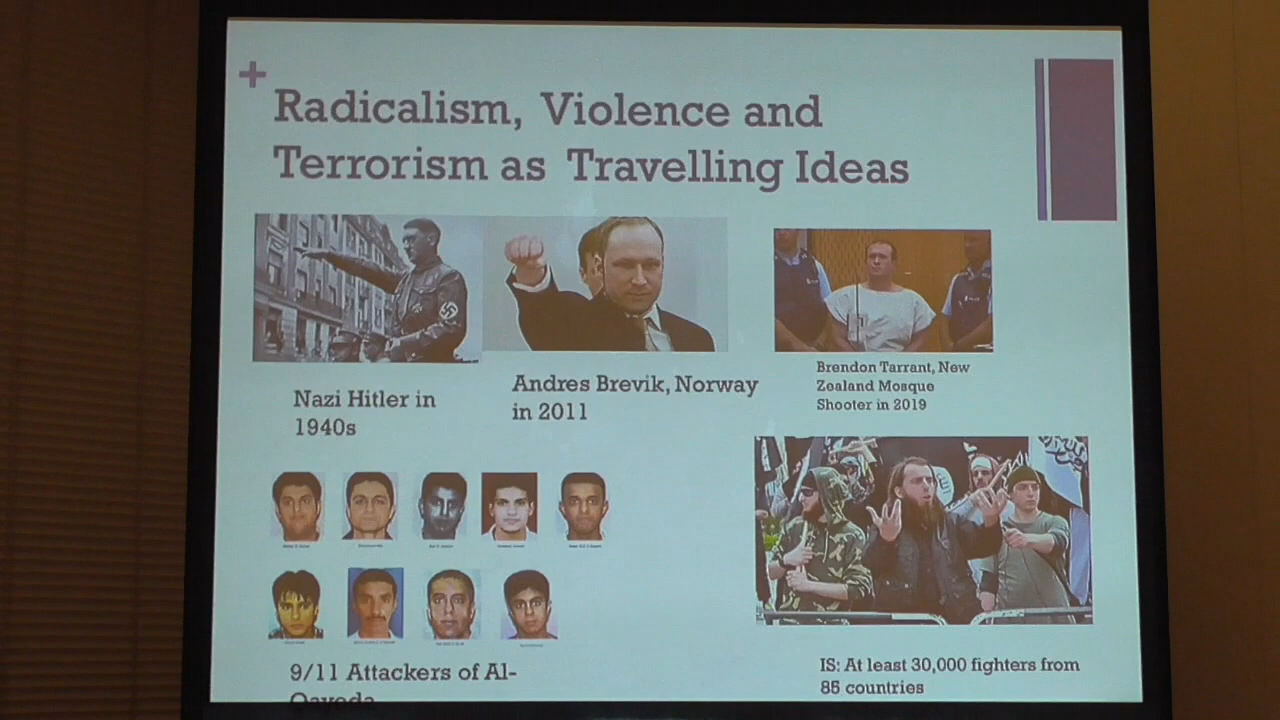 Radicalism, Violence and
Terrorism as Travelling Ideas
Nazi Hitler in
1940s
Andres Brevik, Norway
in 2011
Brendon Tarrant, New
Zealand Mosque
Shooter in 2019
9/11 Attackers of Al-
Qayeda
IS: At least 30,000 fighters from
85 countries